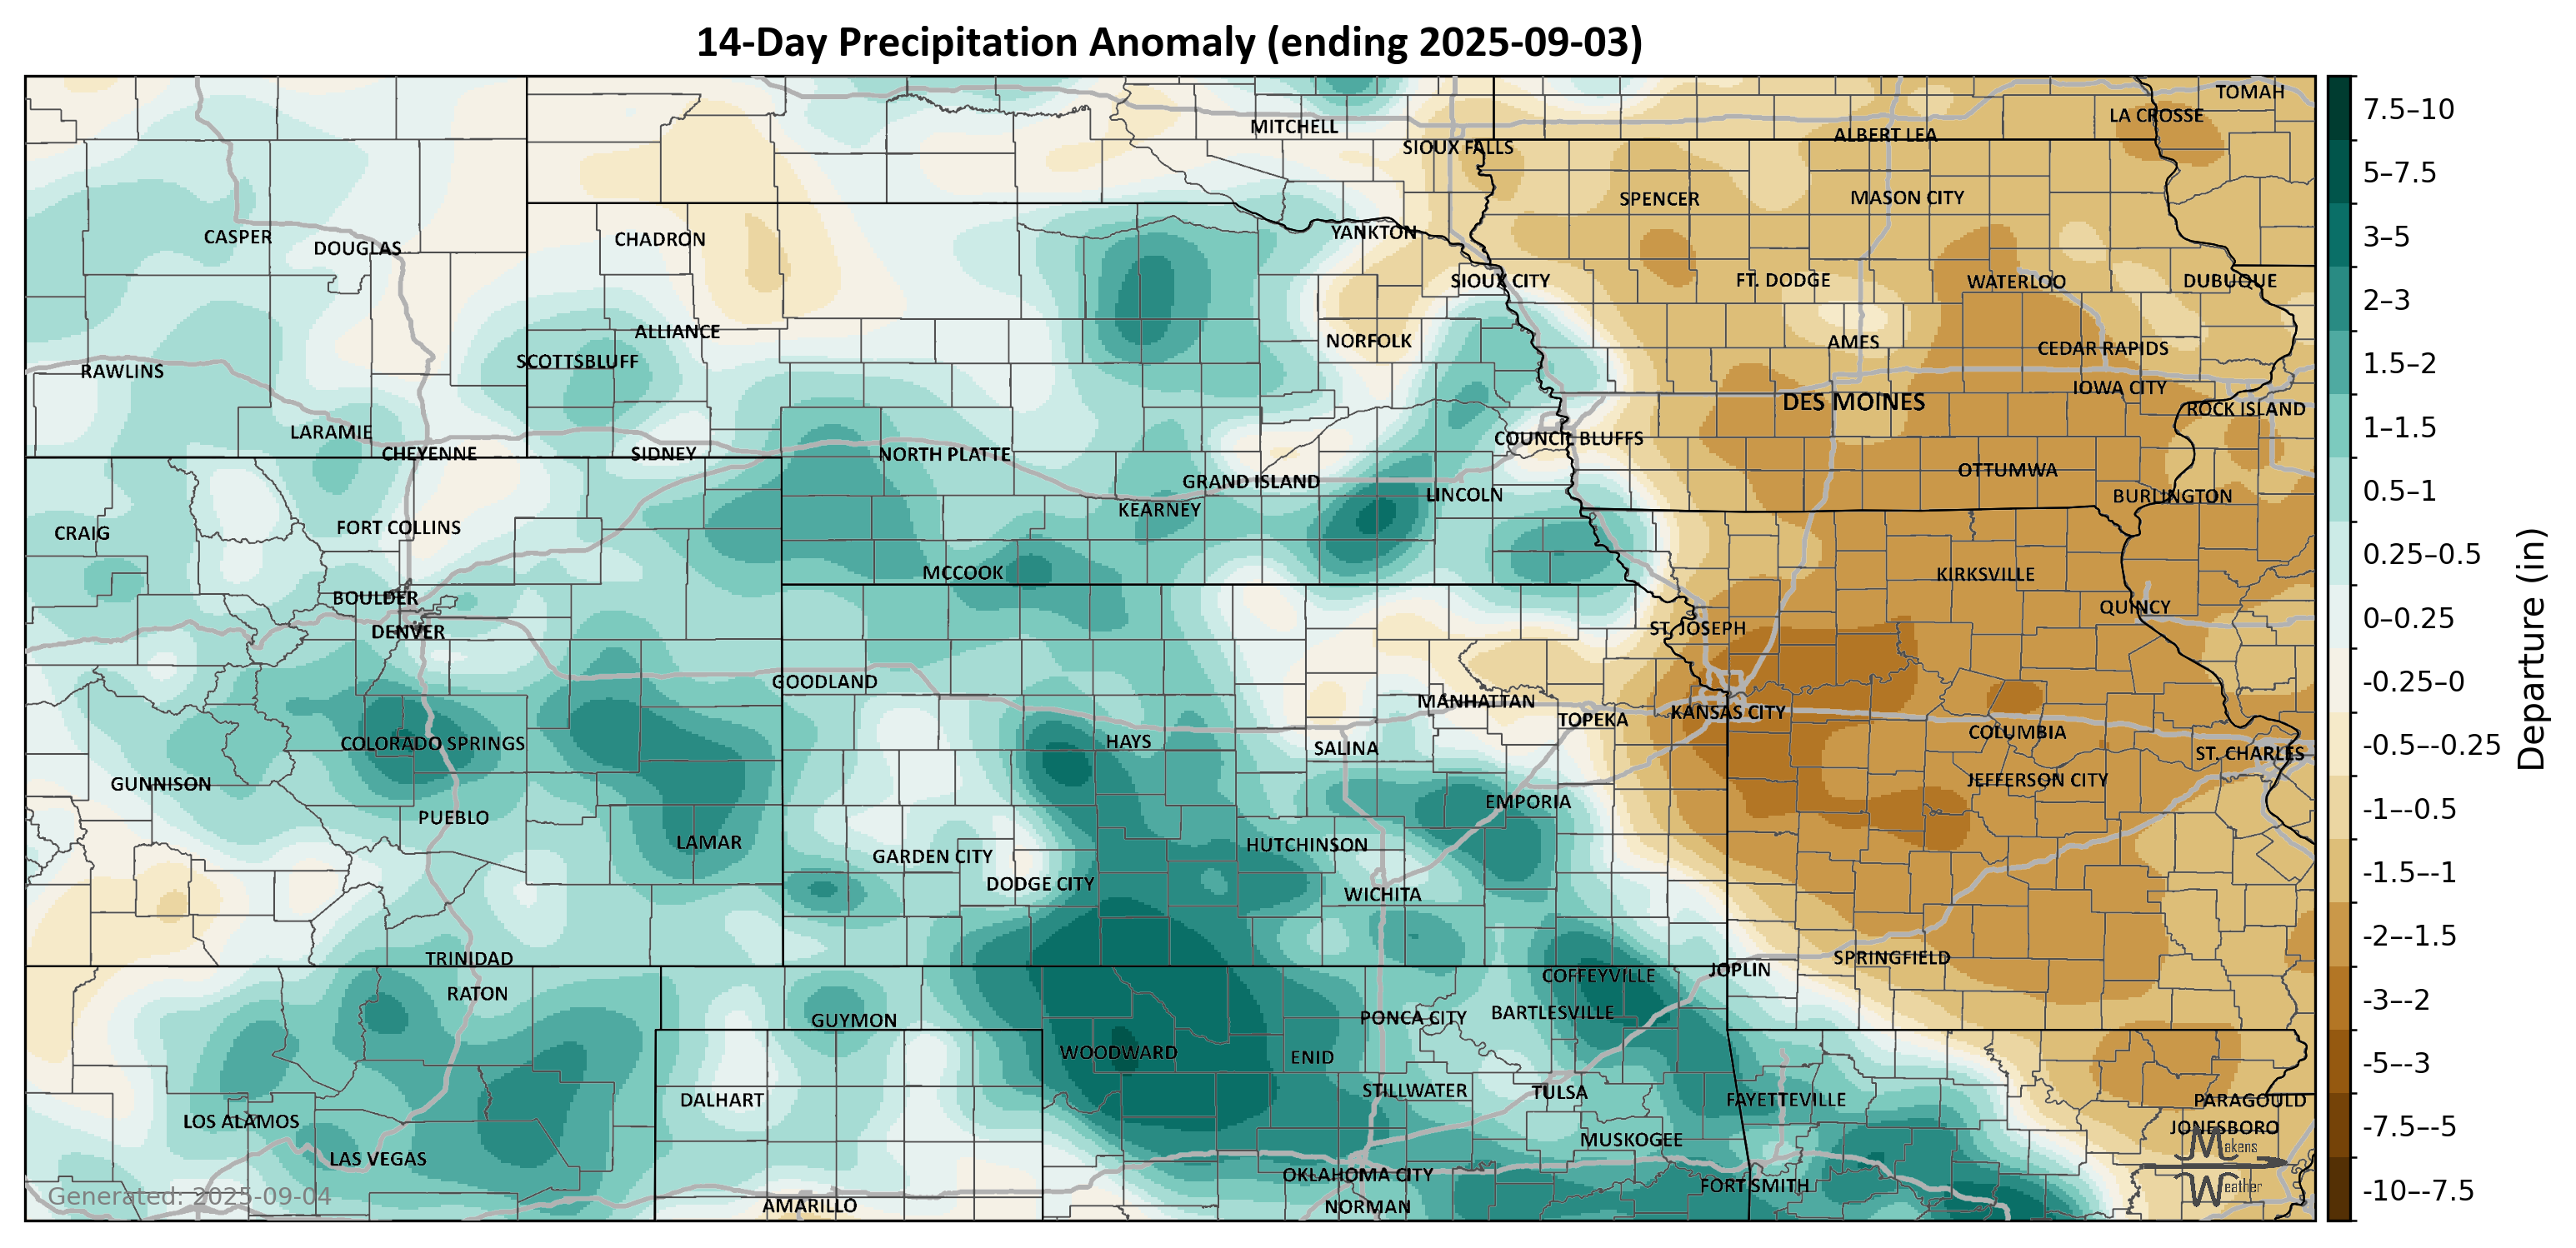 14-Day Precipitation Anomaly (ending 2025-09-03)
TOMAH
LA CROSSE
MITCHELL
ALBERT LEA
SIOUX FALLS
SPENCER
MASON CITY
CASPER
DOUGLAS
CHADRON
YANKTON
SIOUX CITY
FT. DODGE
WATERLOO
DUBUQUE
ALLIANCE
NORFOLK
AMES
CEDAR RAPIDS
SCOTTSBLUFF
RAWLINS
IOWA CITY
DES MOINES
ROCK ISLAND
LARAMIE
CHEYENNE
SIDNEY
NORTH PLATTE
COUNCIL BLUFFS
OTTUMWA
GRAND ISLAND
LINCOLN
BURLINGTON
KEARNEY
CRAIG
FORT COLLINS
MCCOOK
KIRKSVILLE
BOULDER
QUINCY
DENVER
ST. JOSEPH
GOODLAND
MANHATTAN
TOPEKA
KANSAS CITY
COLUMBIA
COLORADO SPRINGS
HAYS
SALINA
ST. CHARLES
GUNNISON
JEFFERSON CITY
EMPORIA
PUEBLO
LAMAR
GARDEN CITY
HUTCHINSON
DODGE CITY
WICHITA
TRINIDAD
SPRINGFIELD
JOPLIN
COFFEYVILLE
RATON
GUYMON
PONCA CITY
BARTLESVILLE
WOODWARD
ENID
DALHART
STILLWATER
TULSA
FAYETTEVILLE
PARAGOULD
LOS ALAMOS
JONESBORO
MUSKOGEE
LAS VEGAS
OKLAHOMA CITY
FORT SMITH
AMARILLO
NORMAN
Generated: 2025-09-04
Makens
Weather
7.5–10
5–7.5
3–5
2–3
1.5–2
1–1.5
0.5–1
0.25–0.5
0–0.25
-0.25–0
-0.5–-0.25
-1–-0.5
-1.5–-1
-2–-1.5
-3–-2
-5–-3
-7.5–-5
-10–-7.5
Departure (in)